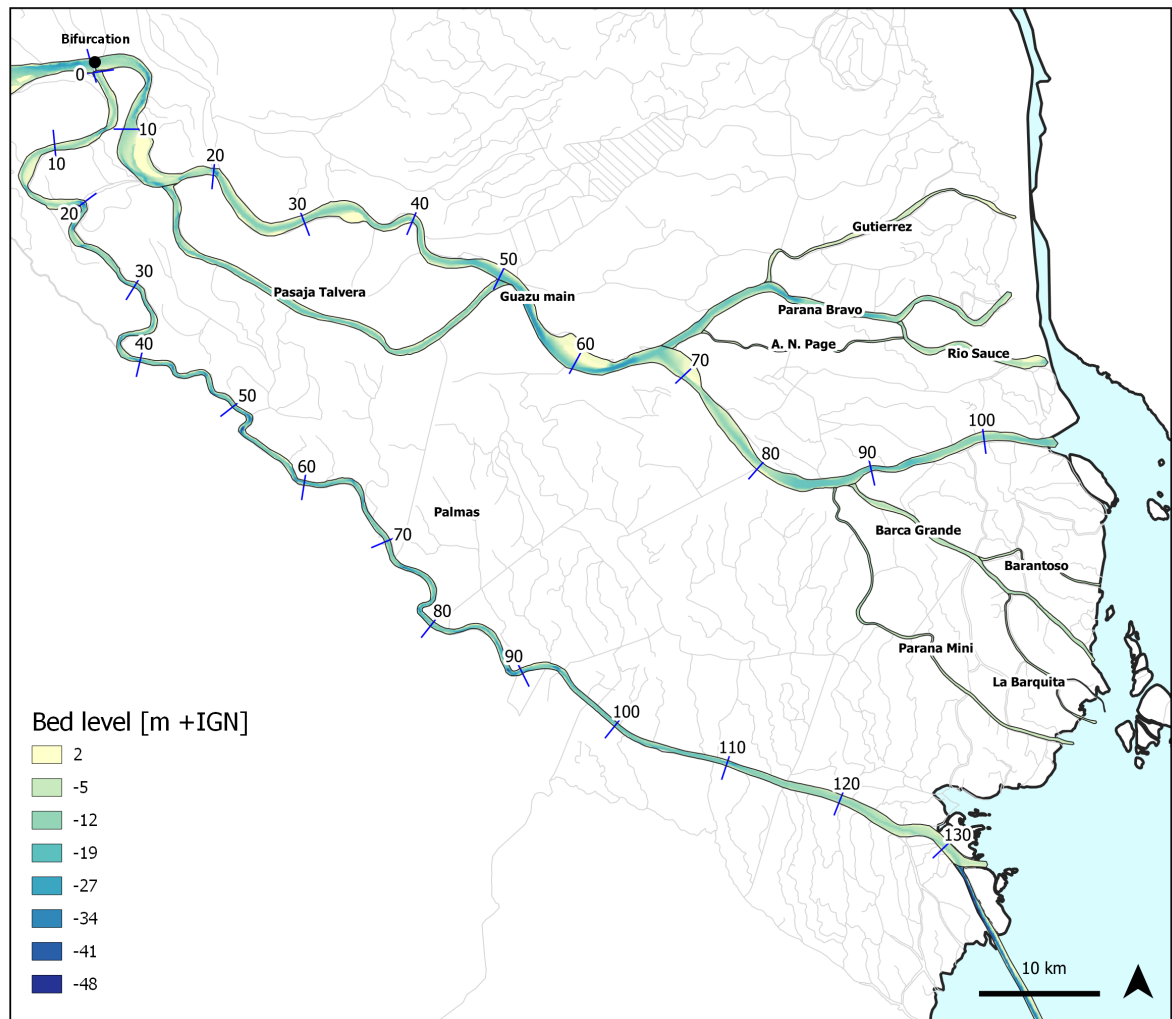 Bifurcation
0
10
10
20
20
30
40
Gutierrez
50
30
Pasaja Talvera
Guazu main
Parana Bravo
40
60
A. N. Page
Rio Sauce
70
50
100
80
90
60
Palmas
Barca Grande
70
Barantoso
80
Parana Mini
90
La Barquita
100
Bed level [m +IGN]
110
2
-5
120
-12
130
-19
-27
-34
-41
10 km
-48